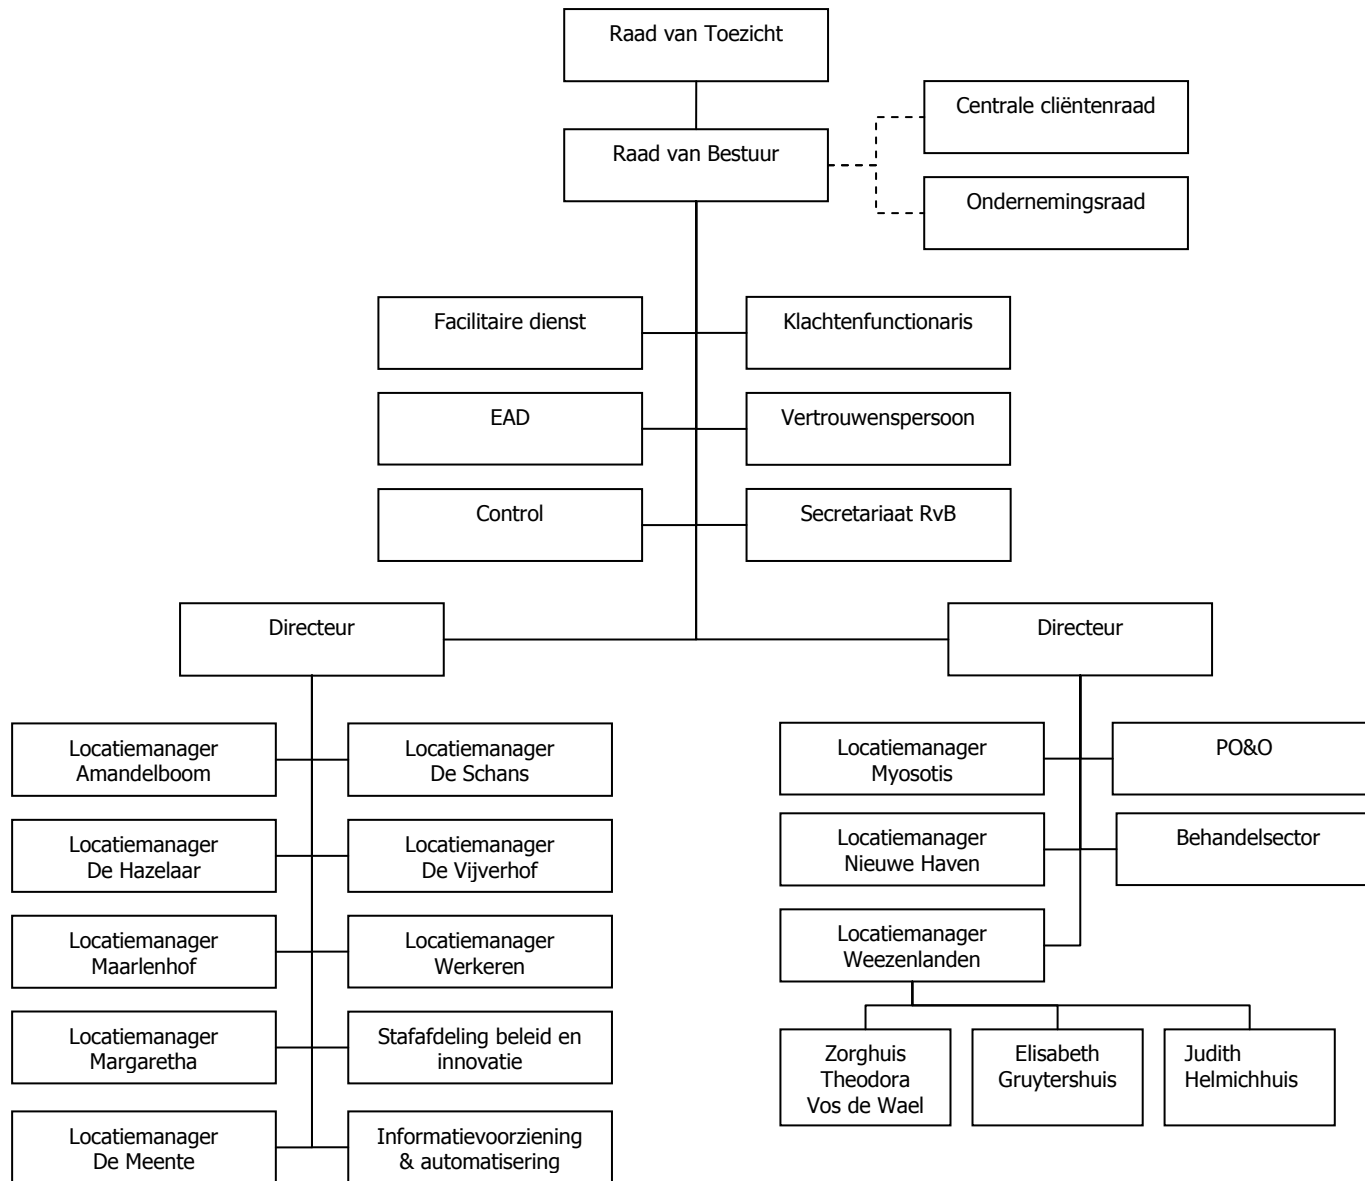 Raad van Toezicht
Centrale cliëntenraad
Raad van Bestuur
Ondernemingsraad
Facilitaire dienst
Klachtenfunctionaris
EAD
Vertrouwenspersoon
Control
Secretariaat RvB
Directeur
Directeur
Locatiemanager
Amandelboom
Locatiemanager
De Schans
Locatiemanager
De Hazelaar
Locatiemanager
De Vijverhof
Locatiemanager
Maarlenhof
Locatiemanager
Werkeren
Locatiemanager
Margaretha
Stafafdeling beleid en
innovatie
Locatiemanager
De Meente
Informatievoorziening
& automatisering
Locatiemanager
Myosotis
PO&O
Locatiemanager
Nieuwe Haven
Behandelsector
Locatiemanager
Weezenlanden
Zorghuis
Theodora
Vos de Wael
Elisabeth
Gruytershuis
Judith
Helmichhuis